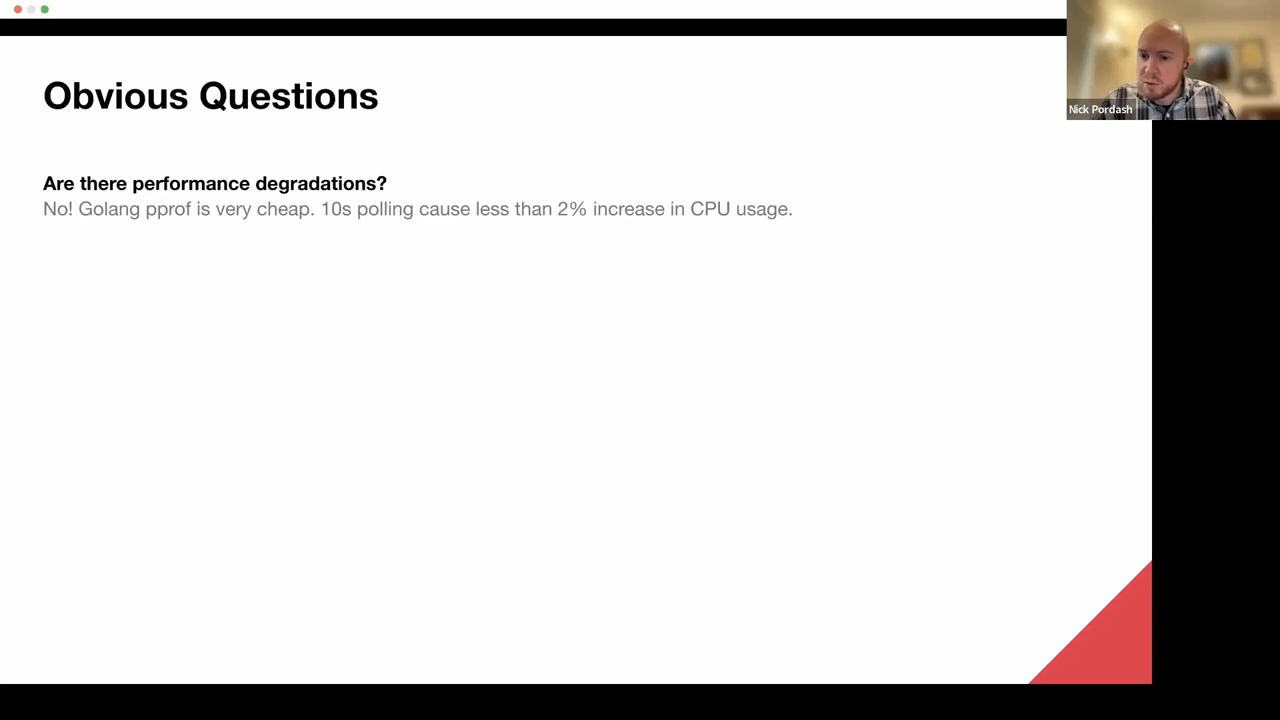 Obvious Questions
Are there performance degradations?
No! Golang pprof is very cheap. 10s polling cause less than 2% increase in CPU usage.
Nick Pordash